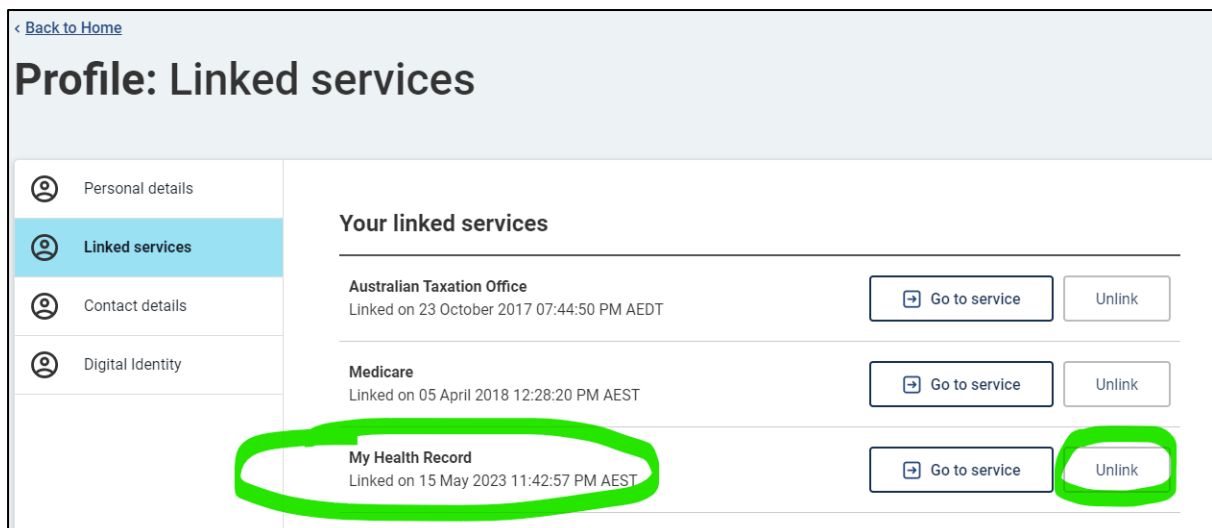 < Back to Home
Profile: Linked services
Personal details
Linked services
Contact details
Digital Identity
Your linked services
Australian Taxation Office
Linked on 23 October 2017 07:44:50 PM AEDT
Go to service
Unlink
Medicare
Linked on 05 April 2018 12:28:20 PM AEST
Go to service
Unlink
My Health Record
Linked on 15 May 2023 11:42:57 PM AEST
Go to service
Unlink